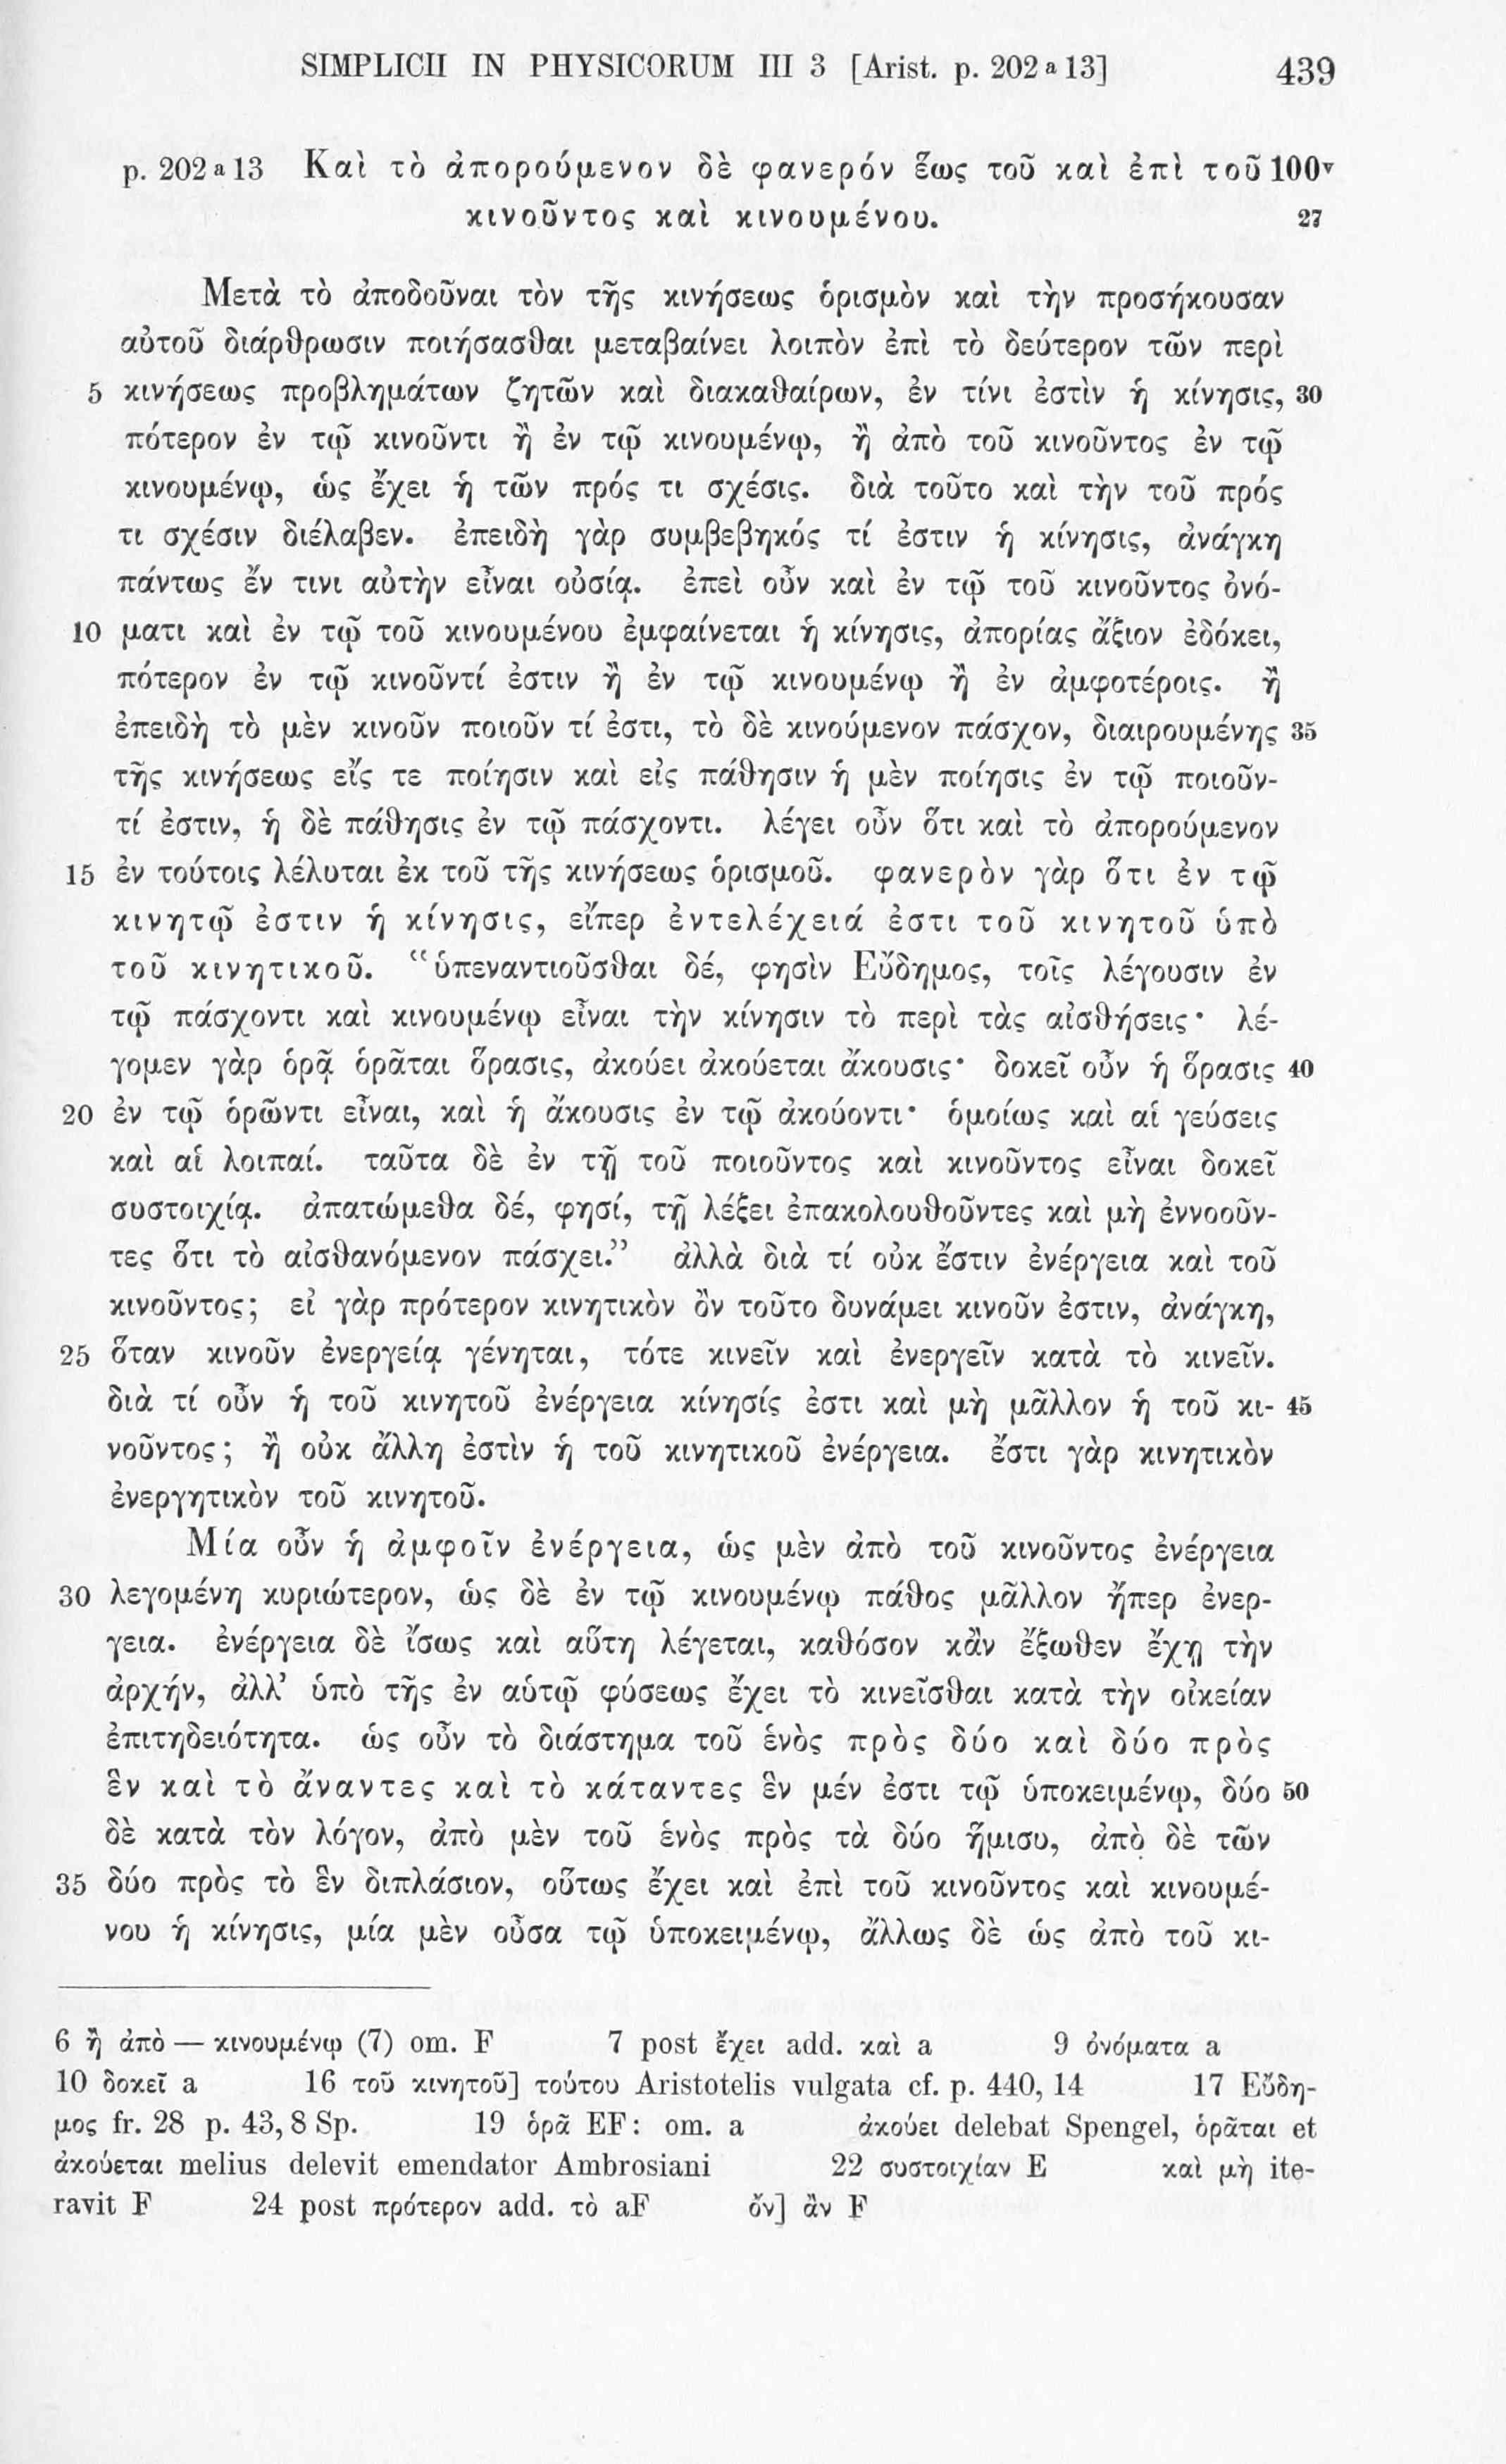 SIMPLICII IN PHYSICORUM III 3 [Arist. p. 202 a 13] 439
p. 202 a 13 Καὶ τὸ ἀπορούμενον δὲ φανερόν ἕως τοῦ καὶ ἐπὶ τοῦ 100v
κινοῦντος καὶ κινουμένου. 27
Μετὰ τὸ ἀποδοῦναι τὸν τῆς κινήσεως ὁρισμὸν καὶ τὴν προσήκουσαν
αὐτοῦ διάρθρωσιν ποιήσασθαι μεταβαίνει λοιπὸν ἐπὶ τὸ δεύτερον τῶν περὶ
5 κινήσεως προβλημάτων ζητῶν καὶ διακαθαίρων, ἐν τίνι ἐστὶν ἡ κίνησις, 30
πότερον ἐν τῷ κινοῦντι ἢ ἐν τῷ κινουμένῳ, ἢ ἀπὸ τοῦ κινοῦντος ἐν τῷ
κινουμένῳ, ὡς ἔχει ἡ τῶν πρός τι σχέσις. διὰ τοῦτο καὶ τὴν τοῦ πρός
τι σχέσιν διέλαβεν. ἐπειδὴ γὰρ συμβεβηκός τί ἐστιν ἡ κίνησις, ἀνάγκη
πάντως ἔν τινι αὐτὴν εἶναι οὐσίᾳ. ἐπεὶ οὖν καὶ ἐν τῷ τοῦ κινοῦντος ὀνό-
10 ματι καὶ ἐν τῷ τοῦ κινουμένου ἐμφαίνεται ἡ κίνησις, ἀπορίας ἄξιον ἐδόκει,
πότερον ἐν τῷ κινοῦντί ἐστιν ἢ ἐν τῷ κινουμένῳ ἢ ἐν ἀμφοτέροις. ἢ
ἐπειδὴ τὸ μὲν κινοῦν ποιοῦν τί ἐστι, τὸ δὲ κινούμενον πάσχον, διαιρουμένης 35
τῆς κινήσεως εἴς τε ποίησιν καὶ εἰς πάθησιν ἡ μὲν ποίησις ἐν τῷ ποιοῦν-
τί ἐστιν, ἡ δὲ πάθησις ἐν τῷ πάσχοντι. λέγει οὖν ὅτι καὶ τὸ ἀπορούμενον
15 ἐν τούτοις λέλυται ἐκ τοῦ τῆς κινήσεως ὁρισμοῦ. φανερὸν γὰρ ὅτι ἐν τῷ
κινητῷ ἐστιν ἡ κίνησις, εἴπερ ἐντελέχειά ἐστι τοῦ κινητοῦ ὑπὸ
τοῦ κινητικοῦ. “ὑπεναντιοῦσθαι δέ, φησὶν Εὔδημος, τοῖς λέγουσιν ἐν
τῷ πάσχοντι καὶ κινουμένῳ εἶναι τὴν κίνησιν τὸ περὶ τὰς αἰσθήσεις· λέ-
γομεν γὰρ ὁρᾷ ὁρᾶται ὅρασις, ἀκούει ἀκούεται ἄκουσις· δοκεῖ οὖν ἡ ὅρασις 40
20 ἐν τῷ ὁρῶντι εἶναι, καὶ ἡ ἄκουσις ἐν τῷ ἀκούοντι· ὁμοίως καὶ αἱ γεύσεις
καὶ αἱ λοιπαί. ταῦτα δὲ ἐν τῇ τοῦ ποιοῦντος καὶ κινοῦντος εἶναι δοκεῖ
συστοιχίᾳ. ἀπατώμεθα δέ, φησί, τῇ λέξει ἐπακολουθοῦντες καὶ μὴ ἐννοοῦν-
τες ὅτι τὸ αἰσθανόμενον πάσχει.” ἀλλὰ διὰ τί οὐκ ἔστιν ἐνέργεια καὶ τοῦ
κινοῦντος; εἰ γὰρ πρότερον κινητικὸν ὂν τοῦτο δυνάμει κινοῦν ἐστιν, ἀνάγκη,
25 ὅταν κινοῦν ἐνεργείᾳ γένηται, τότε κινεῖν καὶ ἐνεργεῖν κατὰ τὸ κινεῖν.
διὰ τί οὖν ἡ τοῦ κινητοῦ ἐνέργεια κίνησίς ἐστι καὶ μὴ μᾶλλον ἡ τοῦ κι- 45
νοῦντος; ἢ οὐκ ἄλλη ἐστὶν ἡ τοῦ κινητικοῦ ἐνέργεια. ἔστι γὰρ κινητικὸν
ἐνεργητικὸν τοῦ κινητοῦ.
Μία οὖν ἡ ἀμφοῖν ἐνέργεια, ὡς μὲν ἀπὸ τοῦ κινοῦντος ἐνέργεια
30 λεγομένη κυριώτερον, ὡς δὲ ἐν τῷ κινουμένῳ πάθος μᾶλλον ἤπερ ἐνερ-
γεια. ἐνέργεια δὲ ἴσως καὶ αὕτη λέγεται, καθόσον κἂν ἔξωθεν ἔχῃ τὴν
ἀρχήν, ἀλλ’ ὑπὸ τῆς ἐν αὑτῷ φύσεως ἔχει τὸ κινεῖσθαι κατὰ τὴν οἰκείαν
ἐπιτηδειότητα. ὡς οὖν τὸ διάστημα τοῦ ἑνὸς πρὸς δύο καὶ δύο πρὸς
ἓν καὶ τὸ ἄναντες καὶ τὸ κάταντες ἓν μέν ἐστι τῷ ὑποκειμένῳ, δύο 50
δὲ κατὰ τὸν λόγον, ἀπὸ μὲν τοῦ ἑνὸς πρὸς τὰ δύο ἥμισυ, ἀπὸ δὲ τῶν
35 δύο πρὸς τὸ ἓν διπλάσιον, οὕτως ἔχει καὶ ἐπὶ τοῦ κινοῦντος καὶ κινουμέ-
νου ἡ κίνησις, μία μὲν οὖσα τῷ ὑποκειμένῳ, ἄλλως δὲ ὡς ἀπὸ τοῦ κι-
6 ἢ ἀπὸ — κινουμένῳ (7) om. F 7 post ἔχει add. καὶ a 9 ὀνόματα a
10 δοκεῖ a 16 τοῦ κινητοῦ] τούτου Aristotelis vulgata cf. p. 440, 14 17 Εὔδη-
μος fr. 28 p. 43, 8 Sp. 19 ὁρᾶ EF: om. a ἀκούει delebat Spengel, ὁρᾶται et
ἀκούεται melius delevit emendator Ambrosiani 22 συστοιχίαν E καὶ μὴ ite-
ravit F 24 post πρότερον add. τὸ aF ὄν] ἂν F